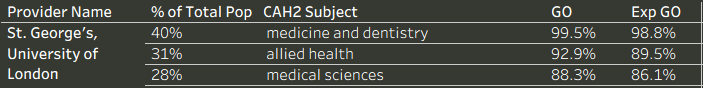 Provider Name % of Total Pop CAH2 Subject GO Exp GO
St. George's, 40% medicine and dentistry 99.5% 98.8%
University of 31% allied health 92.9% 89.5%
London 28% medical sciences 88.3% 86.1%